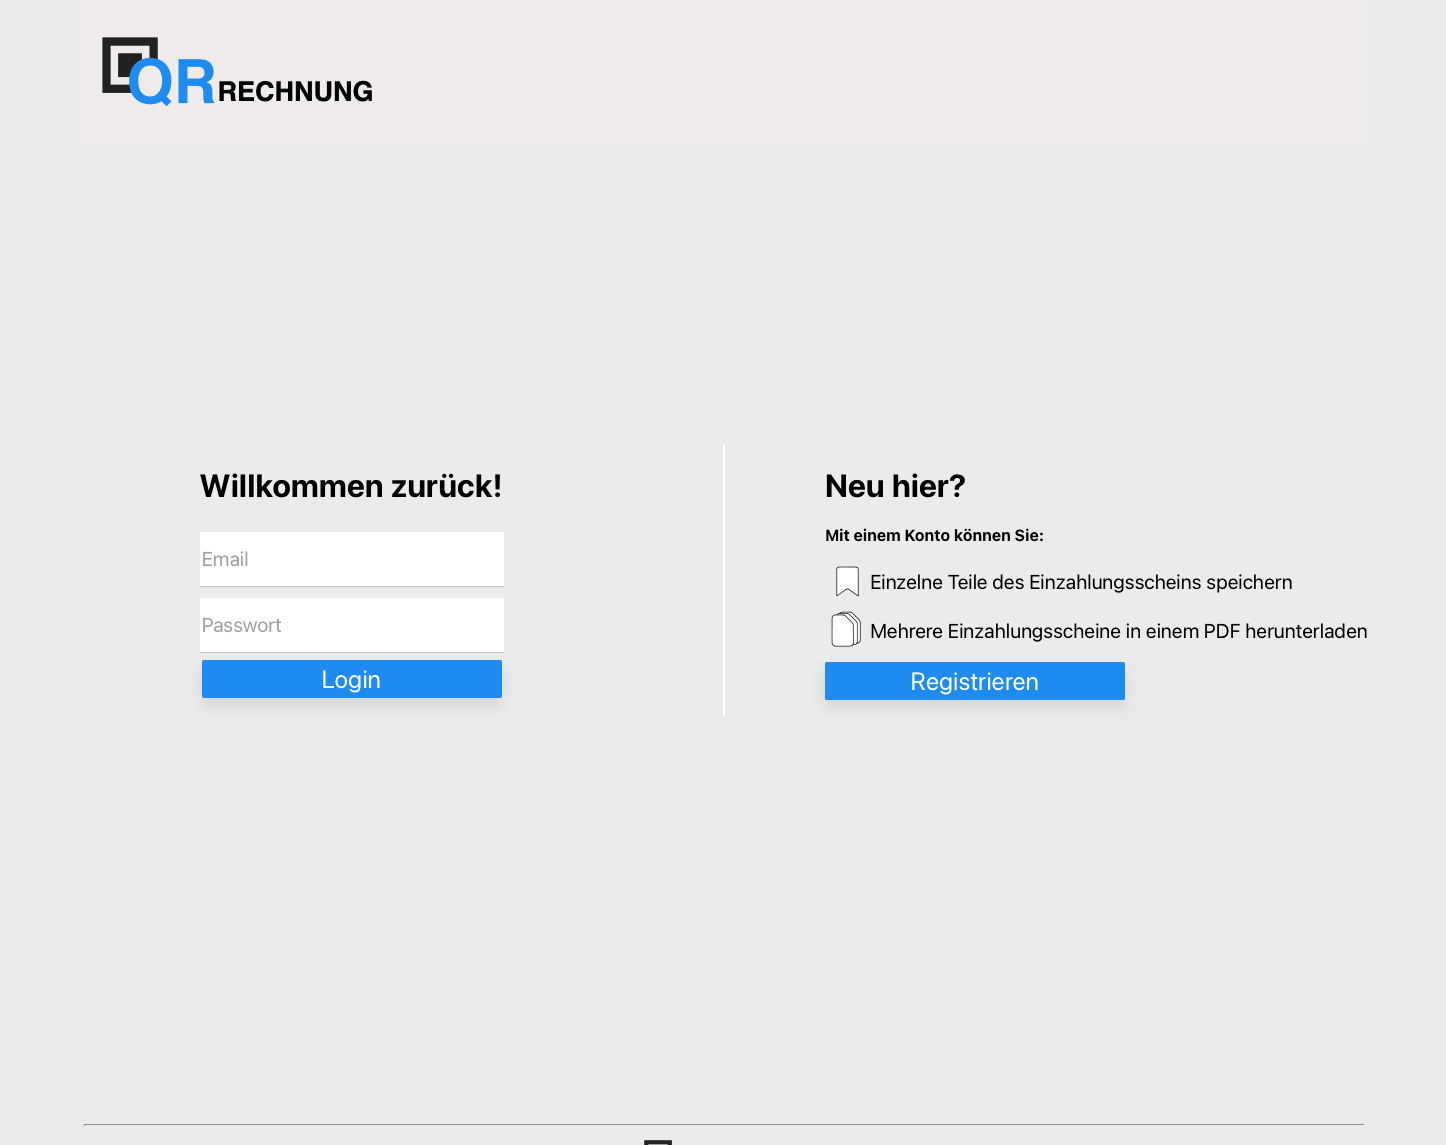 QR RECHNUNG
Willkommen zurück!
Email
Passwort
Login
Neu hier?
Mit einem Konto können Sie:
Einzelne Teile des Einzahlungsscheins speichern
Mehrere Einzahlungsscheine in einem PDF herunterladen
Registrieren